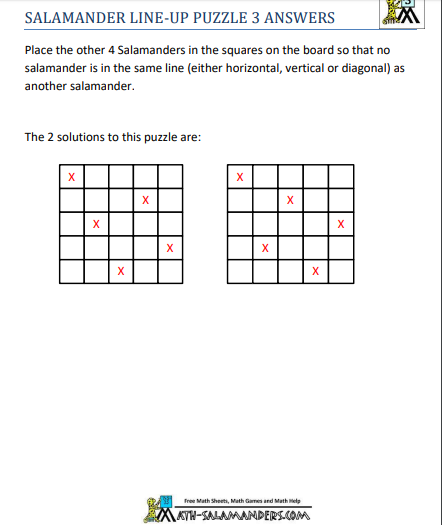 SALAMANDER LINE-UP PUZZLE 3 ANSWERS
Place the other 4 Salamanders in the squares on the board so that no
salamander is in the same line (either horizontal, vertical or diagonal) as
another salamander.
The 2 solutions to this puzzle are:
X X
X X
X X
X X
X X
Free Math Sheets, Math Games and Math Help
MATH-SALAMANDERS.COM